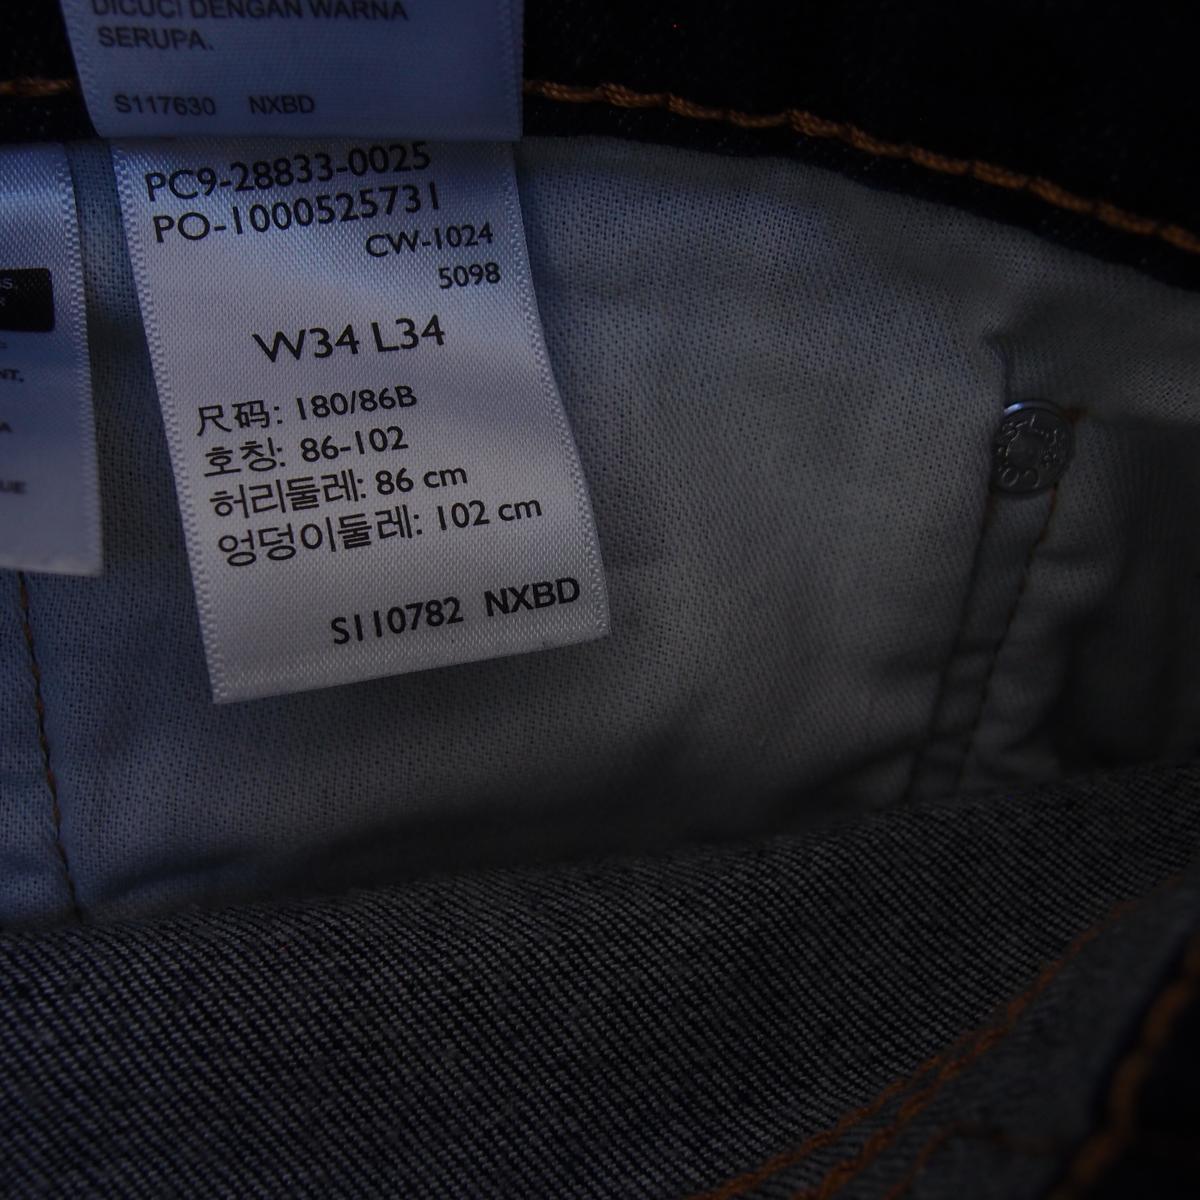 DICUCI DENGAN WARNA
SERUPA.
S117630 NXBD
PC9-28833-0025
PO-1000525731
CW-1024
5098
W34 L34
尺码: 180/86B
호칭: 86-102
허리둘레: 86 cm
엉덩이둘레: 102 cm
S110782 NXBD
NT.
A
UE